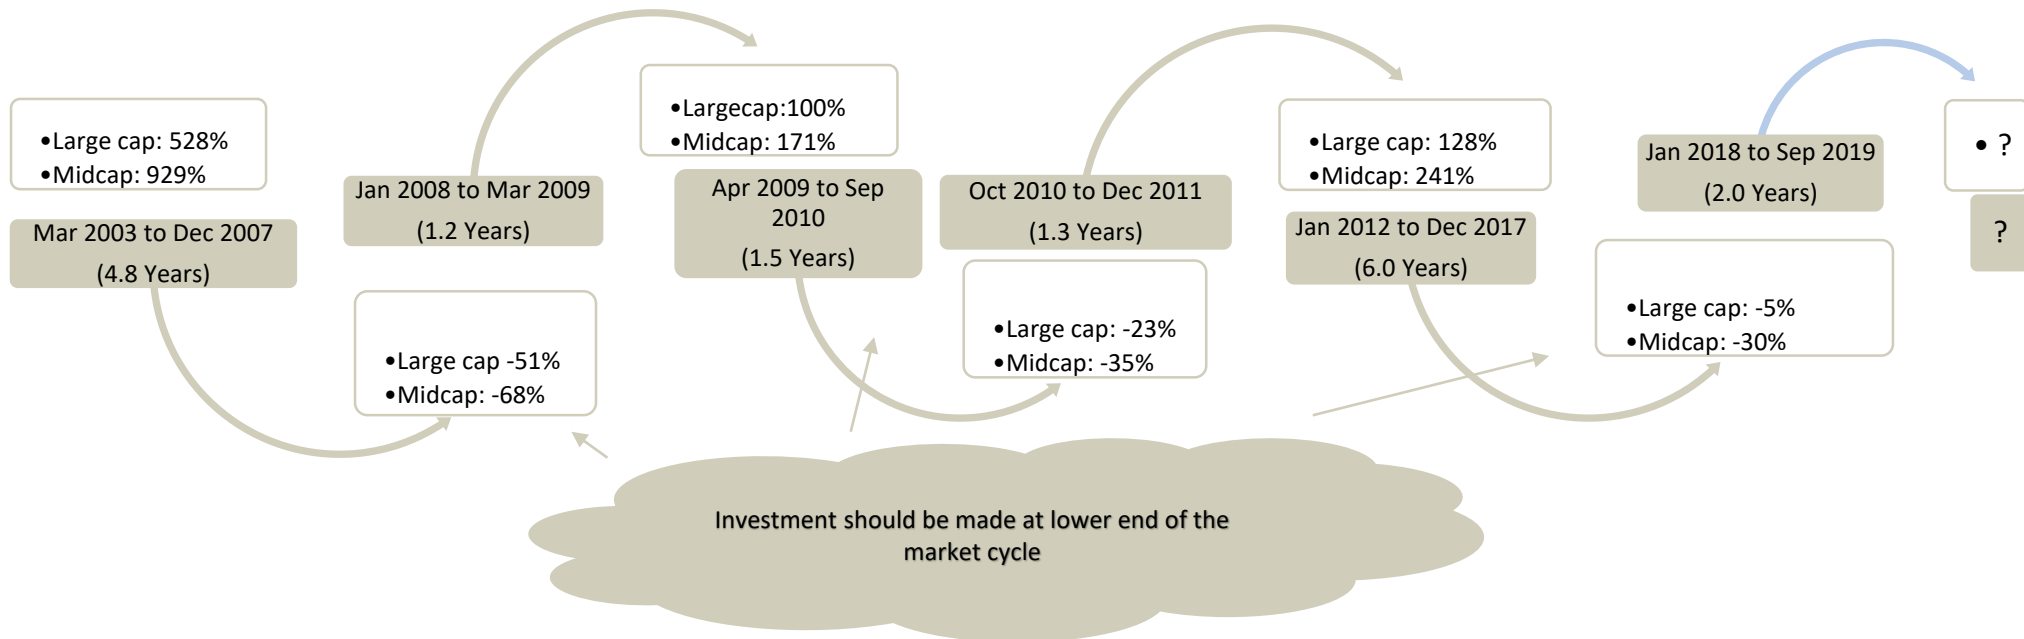 •Large cap: 528%
•Midcap: 929%
Mar 2003 to Dec 2007
(4.8 Years)
Jan 2008 to Mar 2009
(1.2 Years)
•Large cap -51%
•Midcap: -68%
•Largecap:100%
•Midcap: 171%
Apr 2009 to Sep
2010
(1.5 Years)
Oct 2010 to Dec 2011
(1.3 Years)
•Large cap: -23%
•Midcap: -35%
•Large cap: 128%
•Midcap: 241%
Jan 2012 to Dec 2017
(6.0 Years)
Jan 2018 to Sep 2019
(2.0 Years)
•Large cap: -5%
•Midcap: -30%
• ?
?
Investment should be made at lower end of the
market cycle